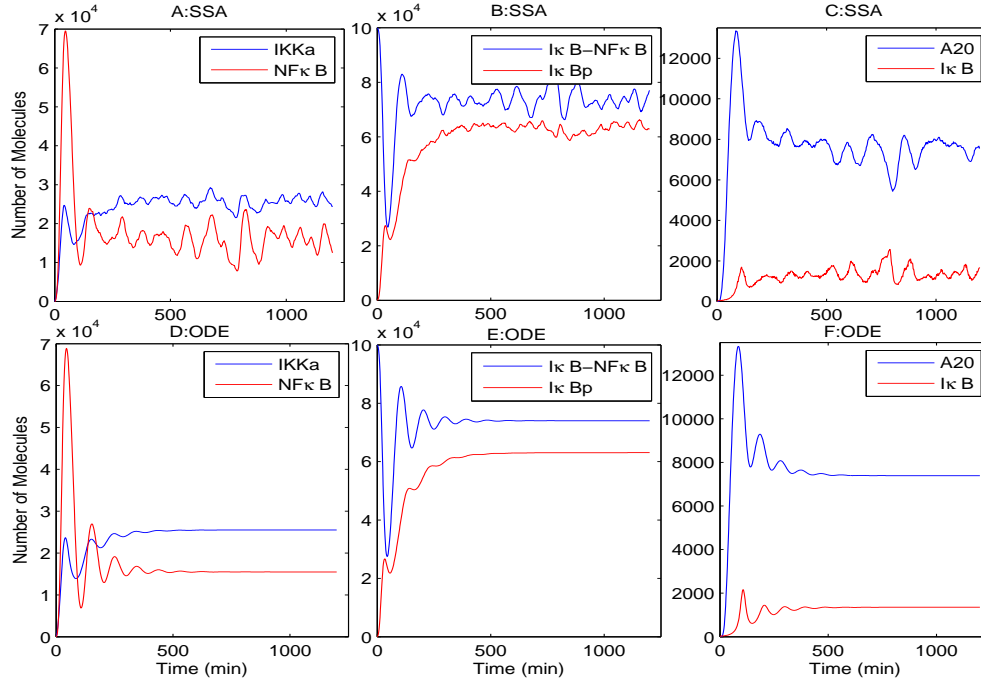 A:SSA
x 10^4
7
6
5
4
3
2
1
0
0
500
1000
Number of Molecules
IKKa
NFκ B
B:SSA
x 10^4
10
8
6
4
2
0
0
500
1000
Iκ B−NFκ B
Iκ Bp
C:SSA
12000
10000
8000
6000
4000
2000
0
0
500
1000
A20
Iκ B
D:ODE
x 10^4
7
6
5
4
3
2
1
0
0
500
1000
Number of Molecules
Time (min)
IKKa
NFκ B
E:ODE
x 10^4
10
8
6
4
2
0
0
500
1000
Time (min)
Iκ B−NFκ B
Iκ Bp
F:ODE
12000
10000
8000
6000
4000
2000
0
0
500
1000
Time (min)
A20
Iκ B